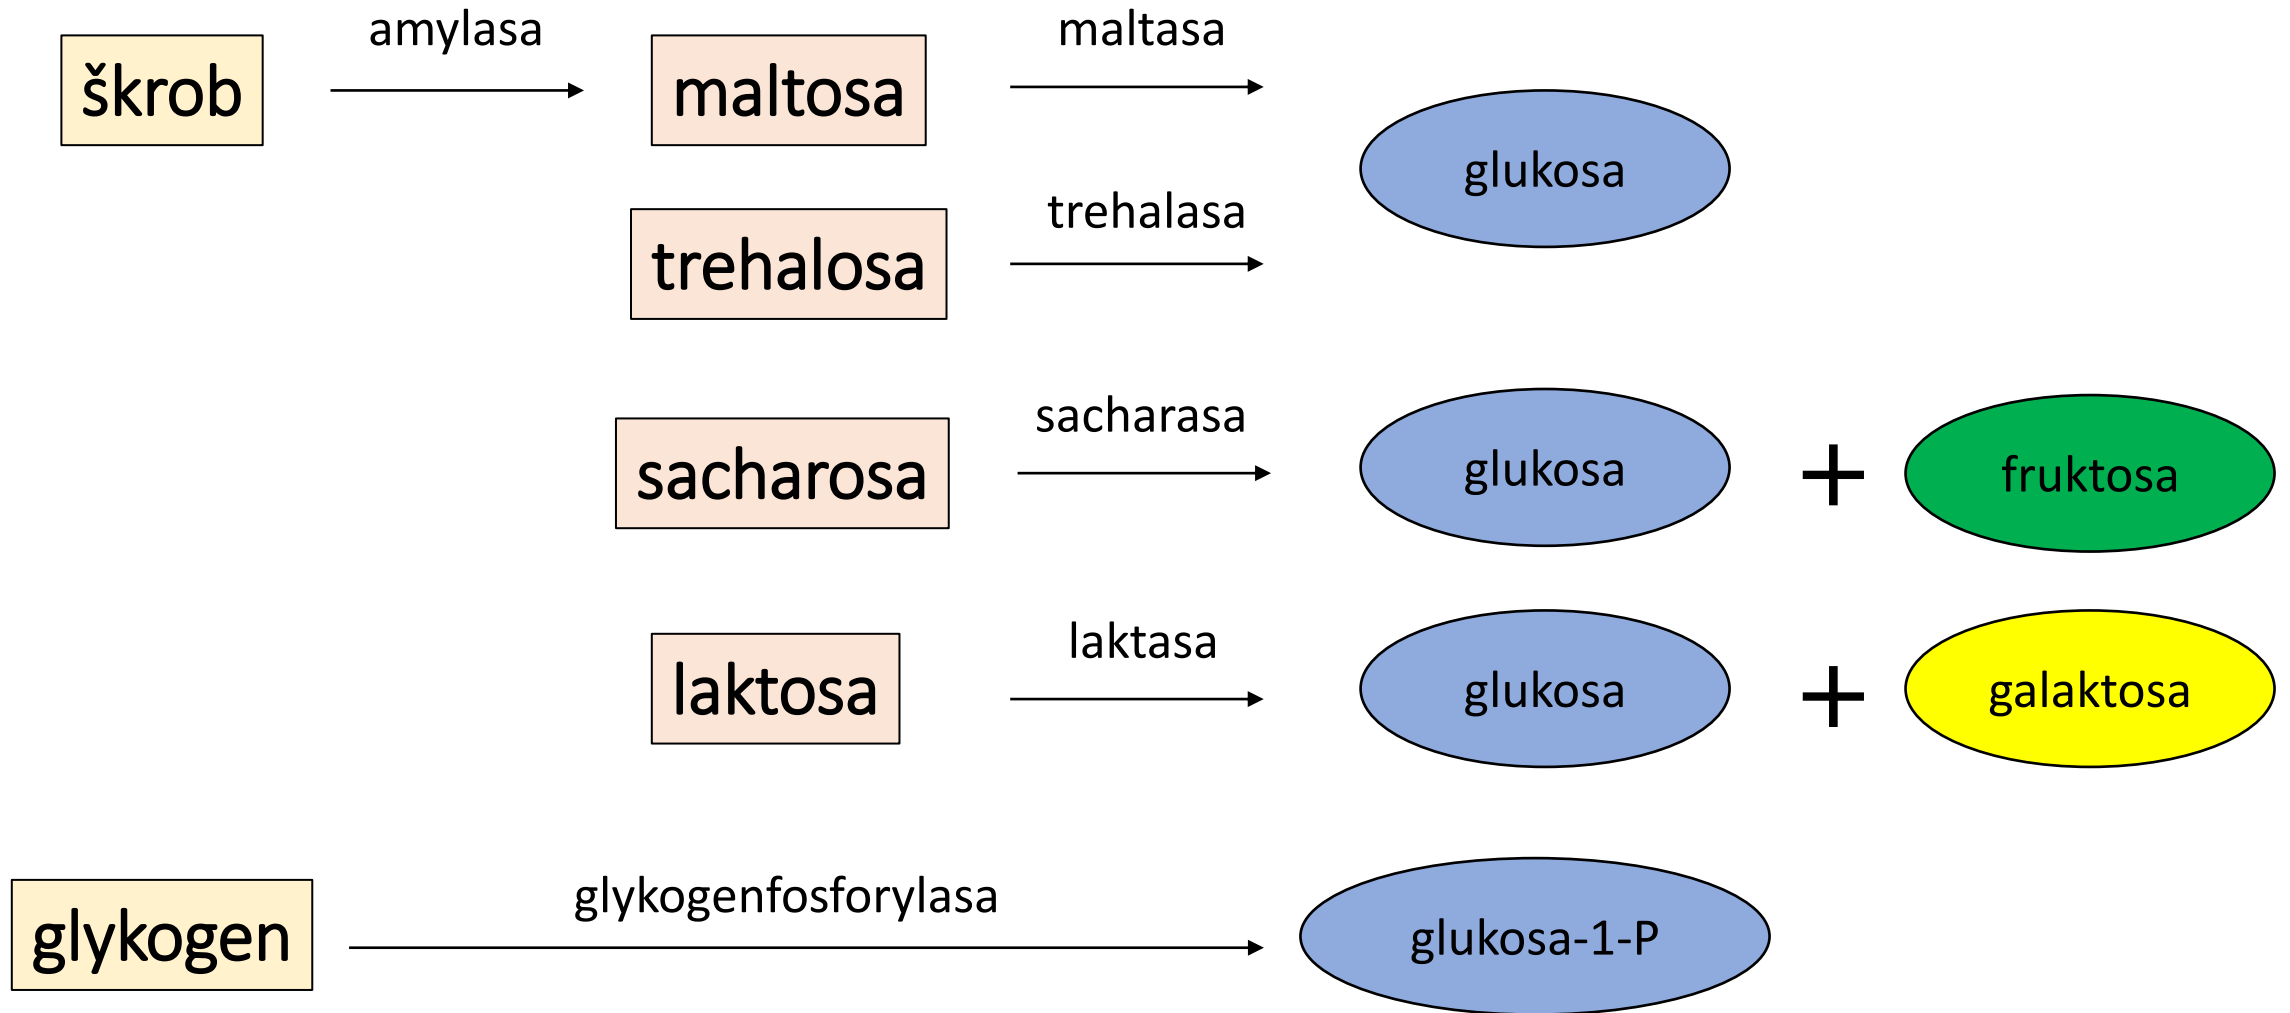 amylasa
maltasa
škrob
maltosa
glukosa
trehalasa
trehalosa
sacharasa
sacharosa
glukosa
+
fruktosa
laktasa
laktosa
glukosa
+
galaktosa
glykogenfosforylasa
glykogen
glukosa-1-P